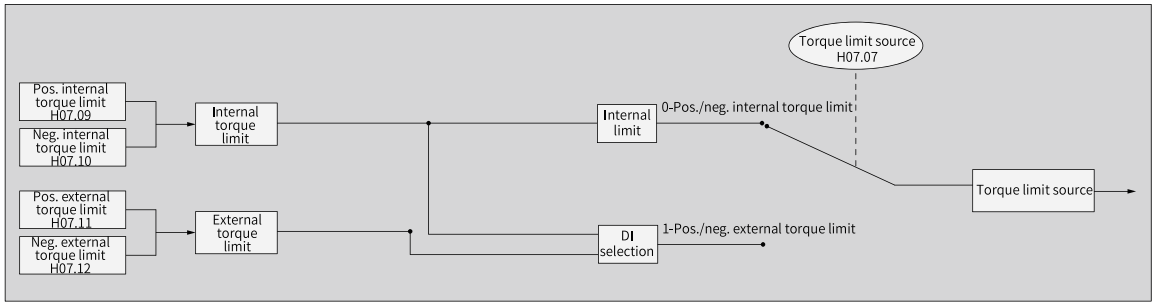 Torque limit source
H07.07
Pos. internal
torque limit
H07.09
Neg. internal
torque limit
H07.10
Internal
torque
limit
Internal
limit
0-Pos./neg. internal torque limit
Torque limit source
Pos. external
torque limit
H07.11
Neg. external
torque limit
H07.12
External
torque
limit
DI
selection
1-Pos./neg. external torque limit